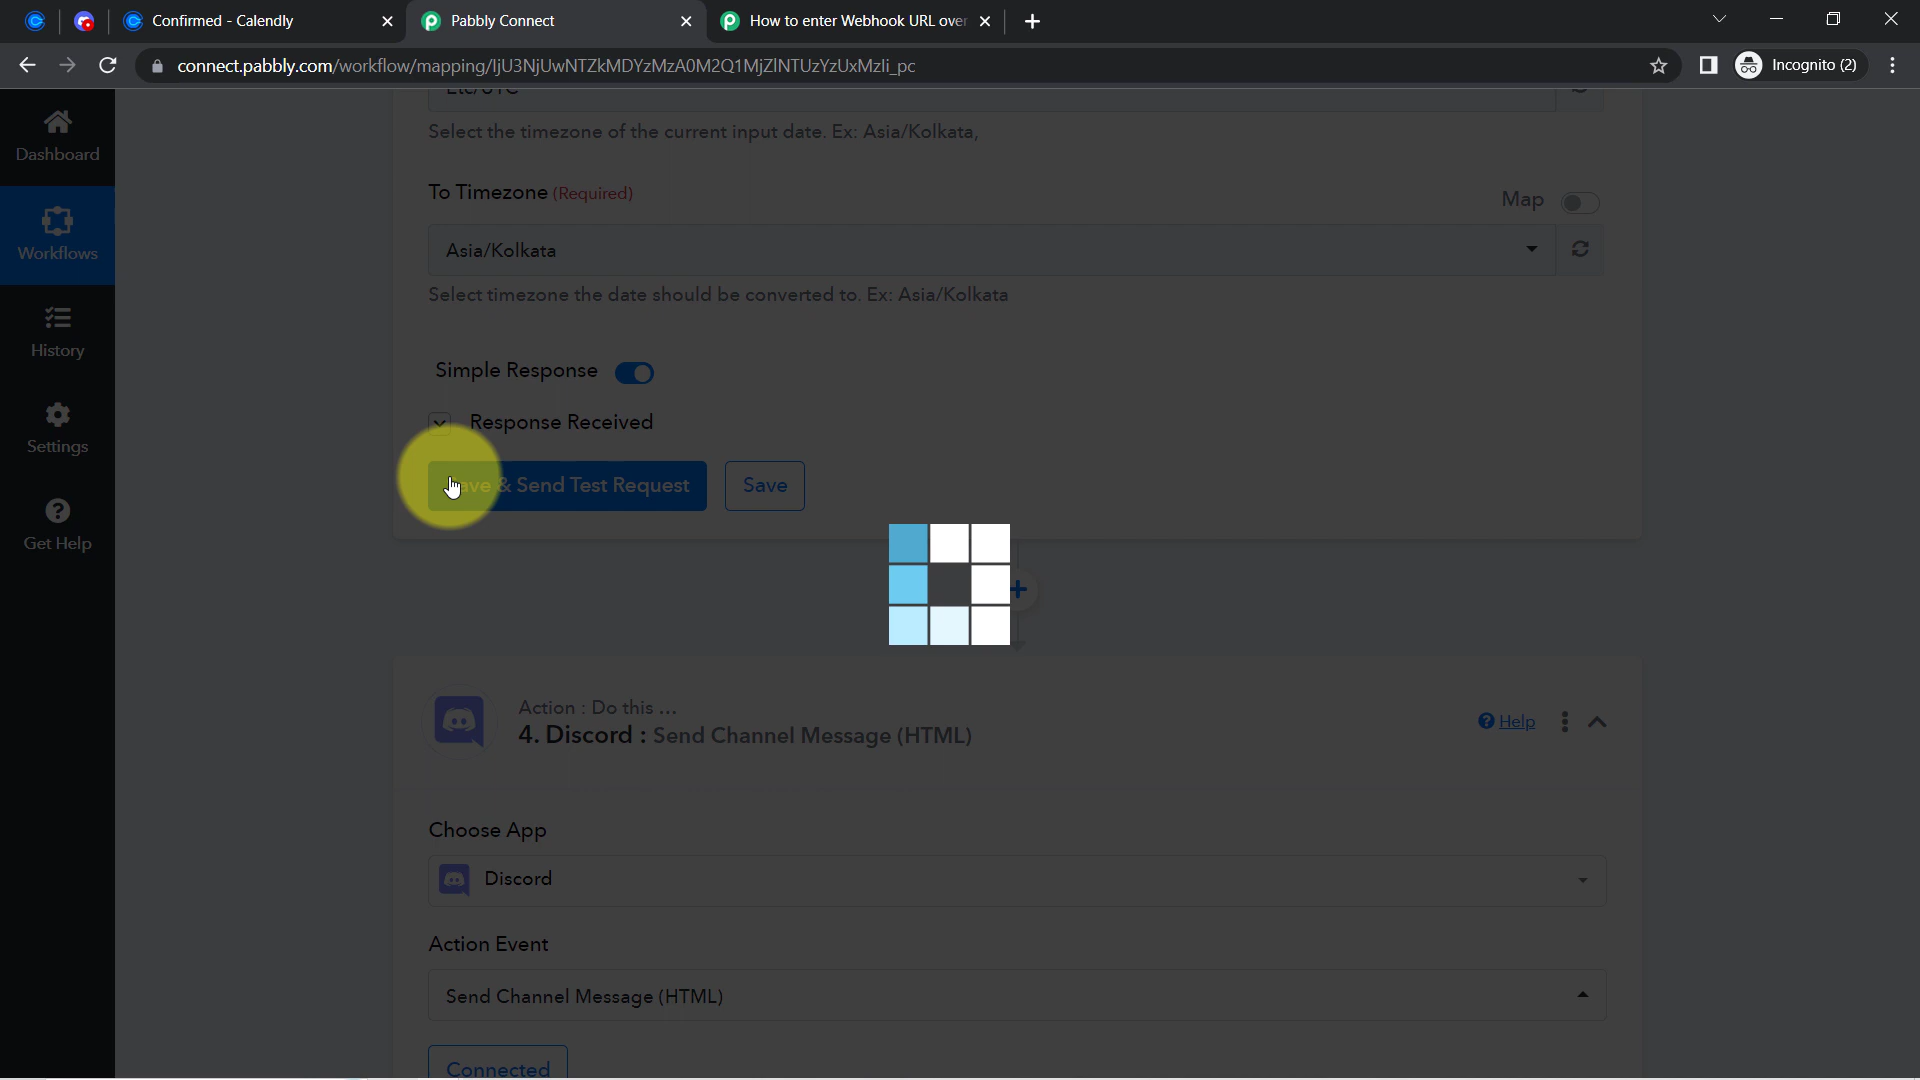 Confirmed - Calendly
Pabbly Connect
How to enter Webhook URL over
connect.pabbly.com/workflow/mapping/IjU3NjUwNTZkMDYzMzA0M2Q1MjZlNTUzYzUxMzIi_pc
Incognito (2)
Dashboard
Workflows
History
Settings
Get Help
Etc/UTC
Select the timezone of the current input date. Ex: Asia/Kolkata,
To Timezone (Required)
Map
Asia/Kolkata
Select timezone the date should be converted to. Ex: Asia/Kolkata
Simple Response
Response Received
Save & Send Test Request
Save
Action : Do this ...
4. Discord : Send Channel Message (HTML)
Help
Choose App
Discord
Action Event
Send Channel Message (HTML)
Connected